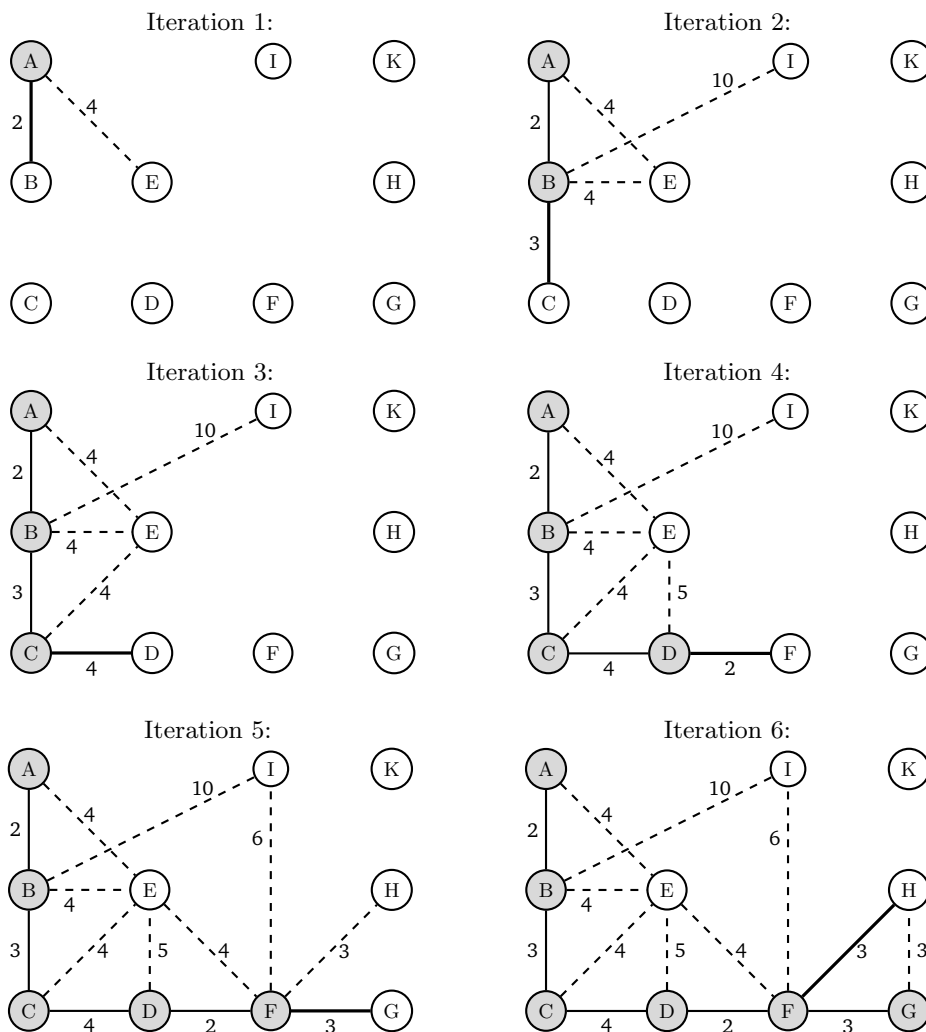 Iteration 1: Iteration 2:
A I K A I K
4 10 4
2 2
B E H B E H
4
3
C D F G C D F G
Iteration 3: Iteration 4:
A I K A I K
4 10 4 10
2 2
B E H B E H
4 4
3 4 3 4 5
C D F G C D F G
4 4 2
Iteration 5: Iteration 6:
A I K A I K
10 10
4 4
2 6 2 6
B E H B E H
4 4
3 4 5 4 3 3 4 5 4 3 3
C D F G C D F G
4 2 3 4 2 3